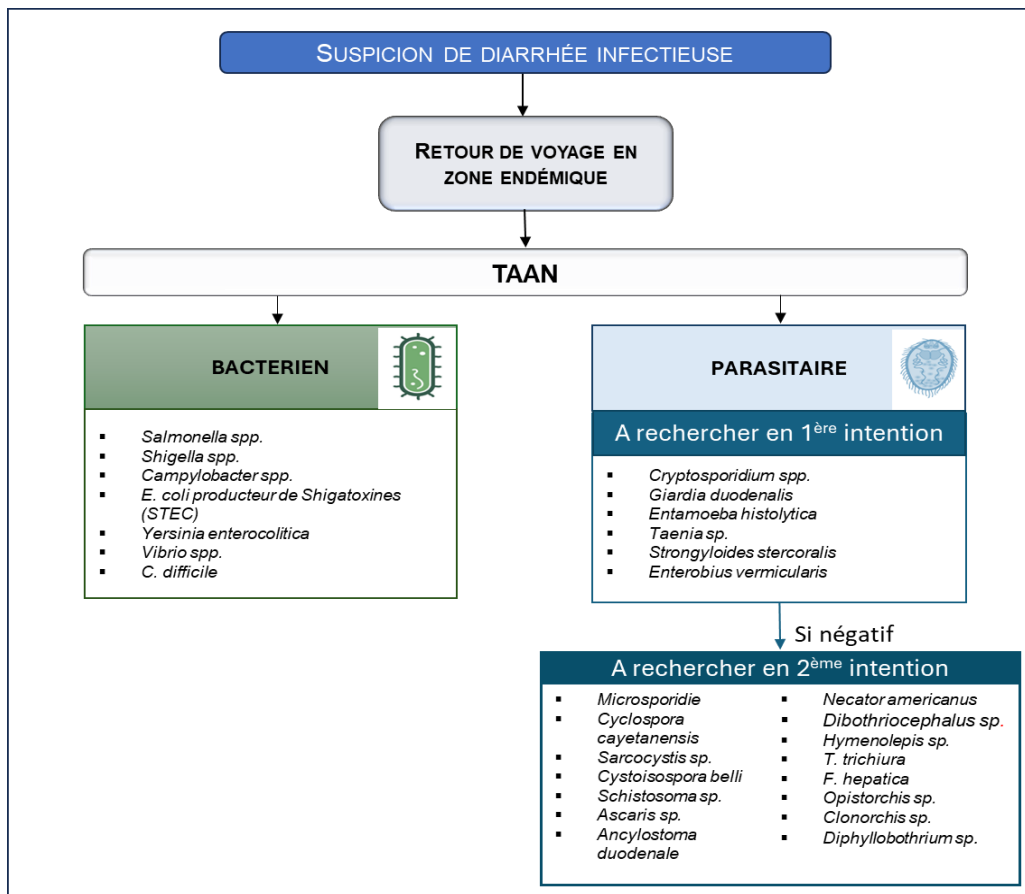 SUSPICION DE DIARRHÉE INFECTIEUSE
RETOUR DE VOYAGE EN
ZONE ENDÉMIQUE
TAAN
BACTERIEN
Salmonella spp.
Shigella spp.
Campylobacter spp.
E. coli producteur de Shigatoxines
(STEC)
Yersinia enterocolitica
Vibrio spp.
C. difficile
PARASITAIRE
A rechercher en 1ère intention
Cryptosporidium spp.
Giardia duodenalis
Entamoeba histolytica
Taenia sp.
Strongyloides stercoralis
Enterobius vermicularis
Si négatif
A rechercher en 2ème intention
Microsporidie
Cyclospora
cayetanensis
Sarcocystis sp.
Cystoisospora belli
Schistosoma sp.
Ascaris sp.
Ancylostoma
duodenale
Necator americanus
Dibothriocephalus sp.
Hymenolepis sp.
T. trichiura
F. hepatica
Opistorchis sp.
Clonorchis sp.
Diphyllobothrium sp.